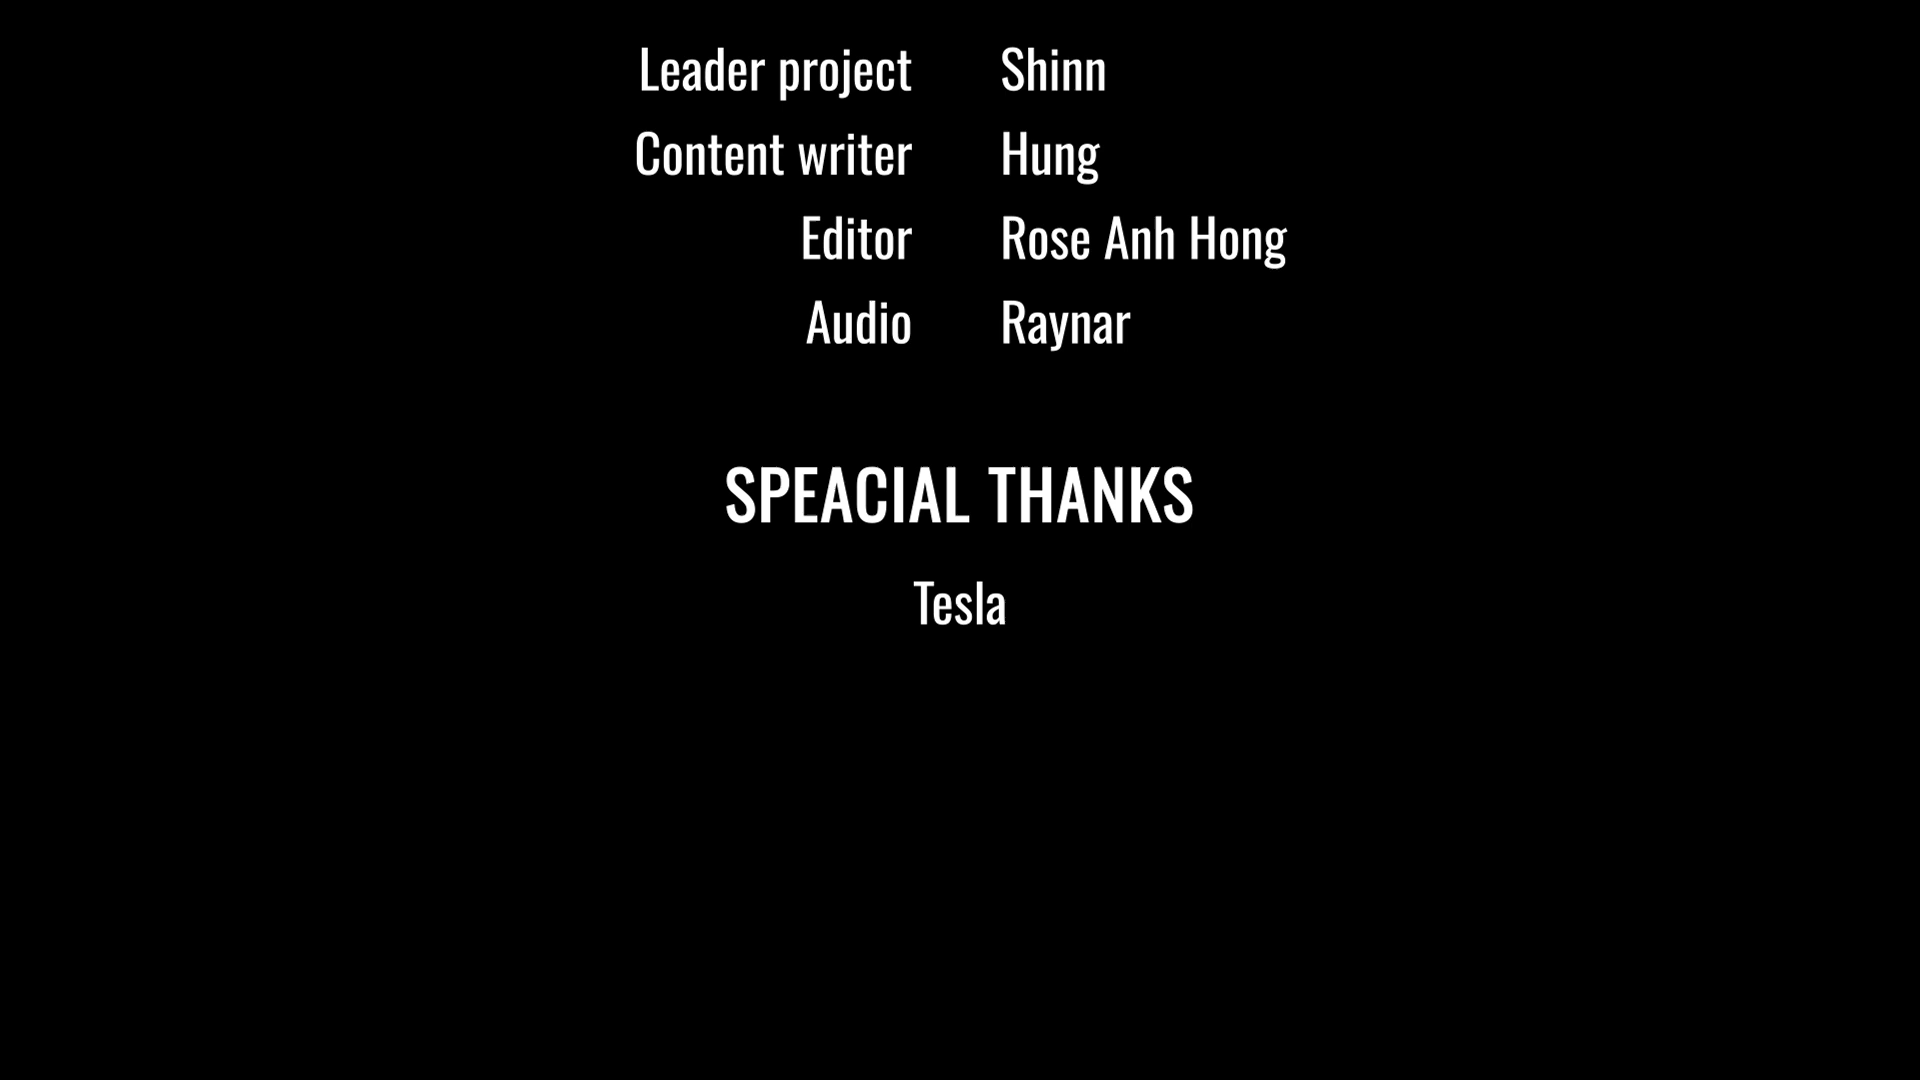 Leader project Shinn
Content writer Hung
Editor Rose Anh Hong
Audio Raynar
SPEACIAL THANKS
Tesla